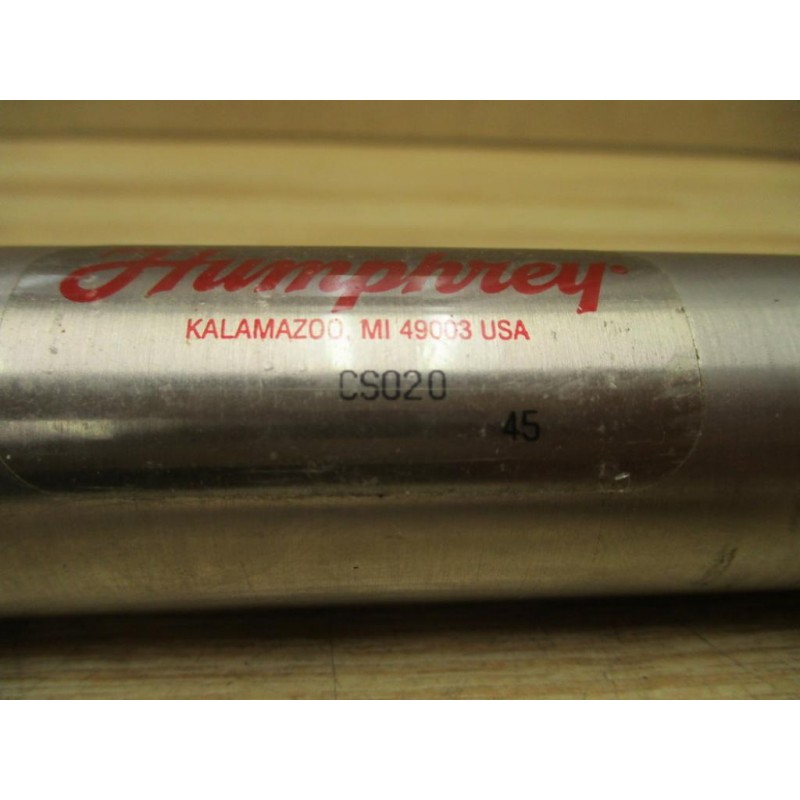 Humphrey
KALAMAZOO, MI 49003 USA
CS020
45